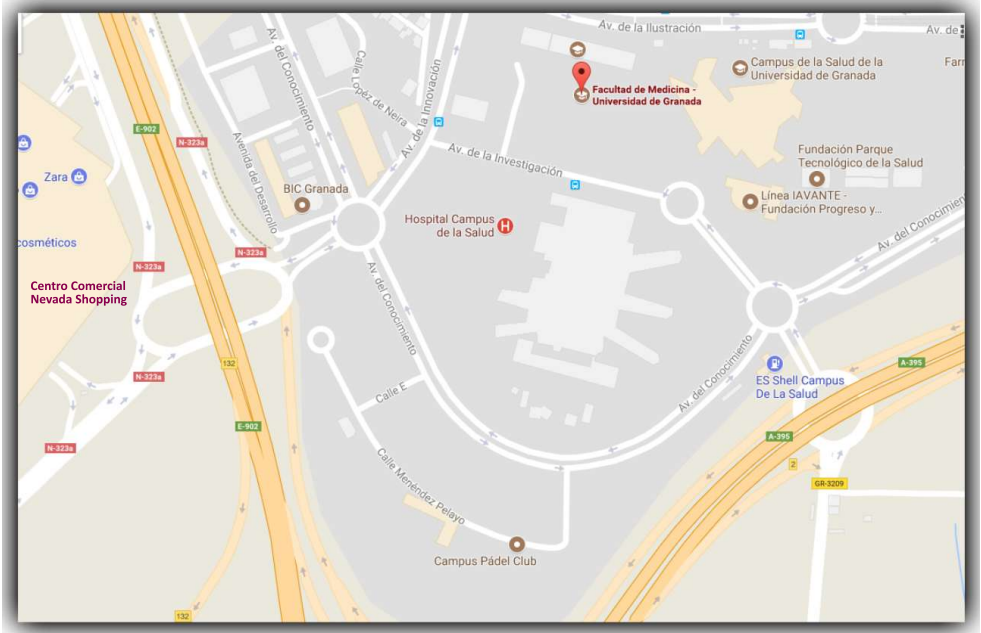 Av. de la Ilustración
Av. de
Campus de la Salud de la
Universidad de Granada
Farr
Facultad de Medicina -
Universidad de Granada
Av. del Conocimiento
Calle Lopéz de Neira
Av. de la Innovación
E-902
N-323a
Avenida del Desarrollo
Av. de la Investigación
Fundación Parque
Tecnológico de la Salud
Zara
BIC Granada
Línea IAVANTE -
Fundación Progreso y...
Hospital Campus
de la Salud
H
cosméticos
Av. del Conocimien
N-323a
N-323a
Centro Comercial
Nevada Shopping
Av. del Conocimiento
132
ES Shell Campus
De La Salud
A-395
N-323a
Calle E
Av. del Conocimiento
E-902
A-395
N-323a
2
GR-3209
Calle Menéndez Pelayo
Campus Pádel Club
132